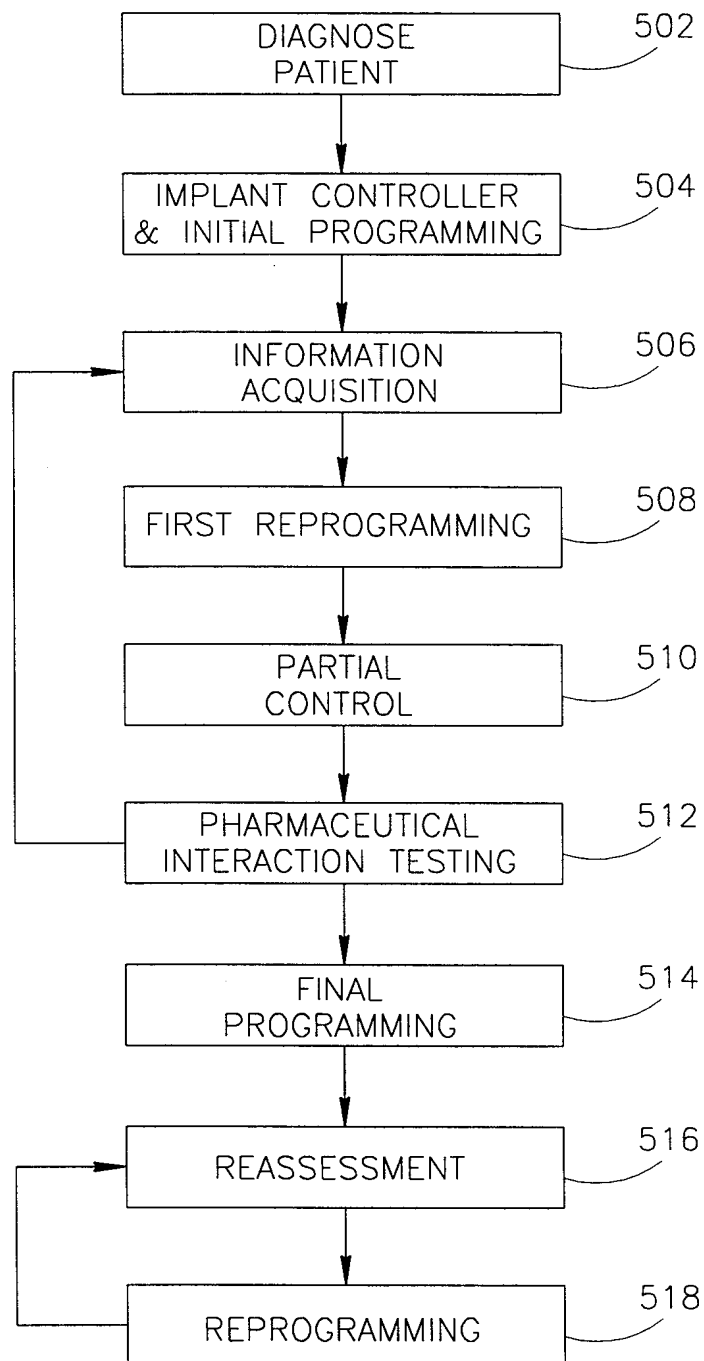 DIAGNOSE
PATIENT
502
IMPLANT CONTROLLER
& INITIAL PROGRAMMING
504
INFORMATION
ACQUISITION
506
FIRST REPROGRAMMING
508
PARTIAL
CONTROL
510
PHARMACEUTICAL
INTERACTION TESTING
512
FINAL
PROGRAMMING
514
REASSESSMENT
516
REPROGRAMMING
518